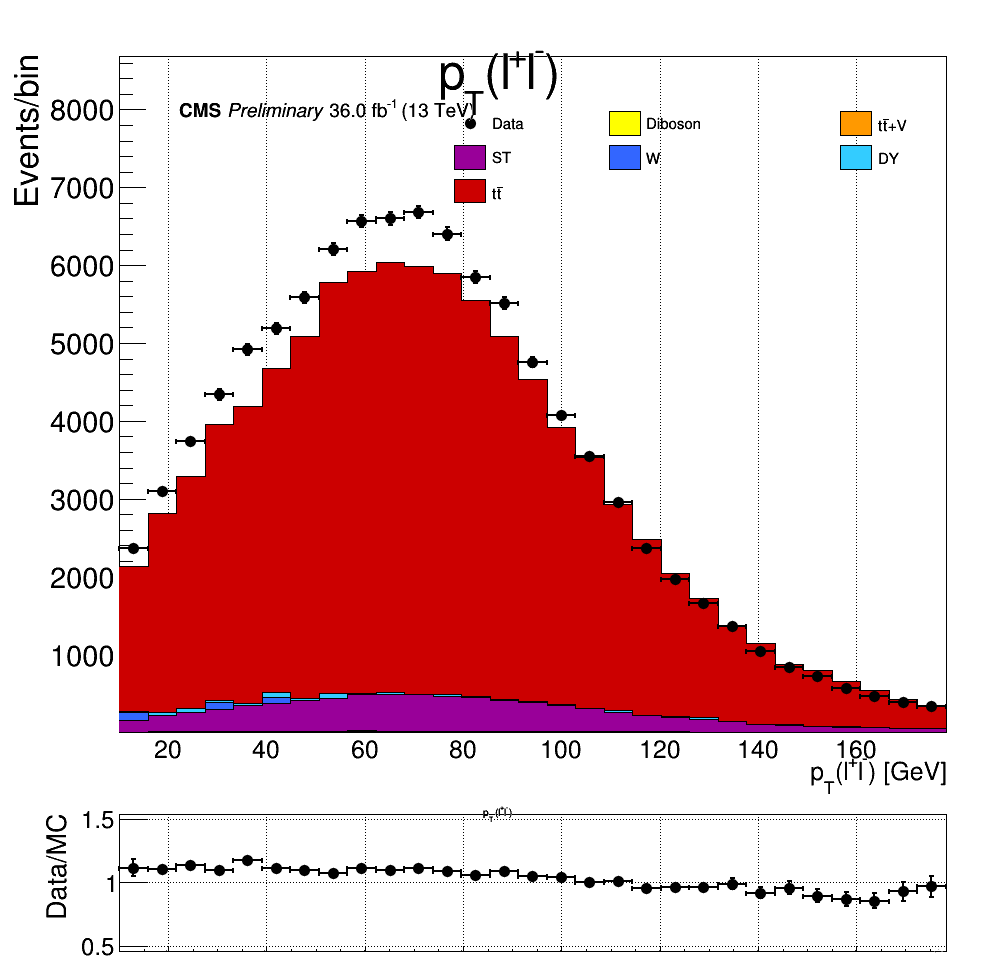 p_T(l⁺l⁻)
Events/bin
CMS Preliminary 36.0 fb⁻¹ (13 TeV)
Data
Diboson
tt̄+V
ST
W
DY
tt̄
8000
7000
6000
5000
4000
3000
2000
1000
20 40 60 80 100 120 140 160
p_T(l⁺l⁻) [GeV]
p_T(l⁺l⁻)
Data/MC
1.5
1
0.5